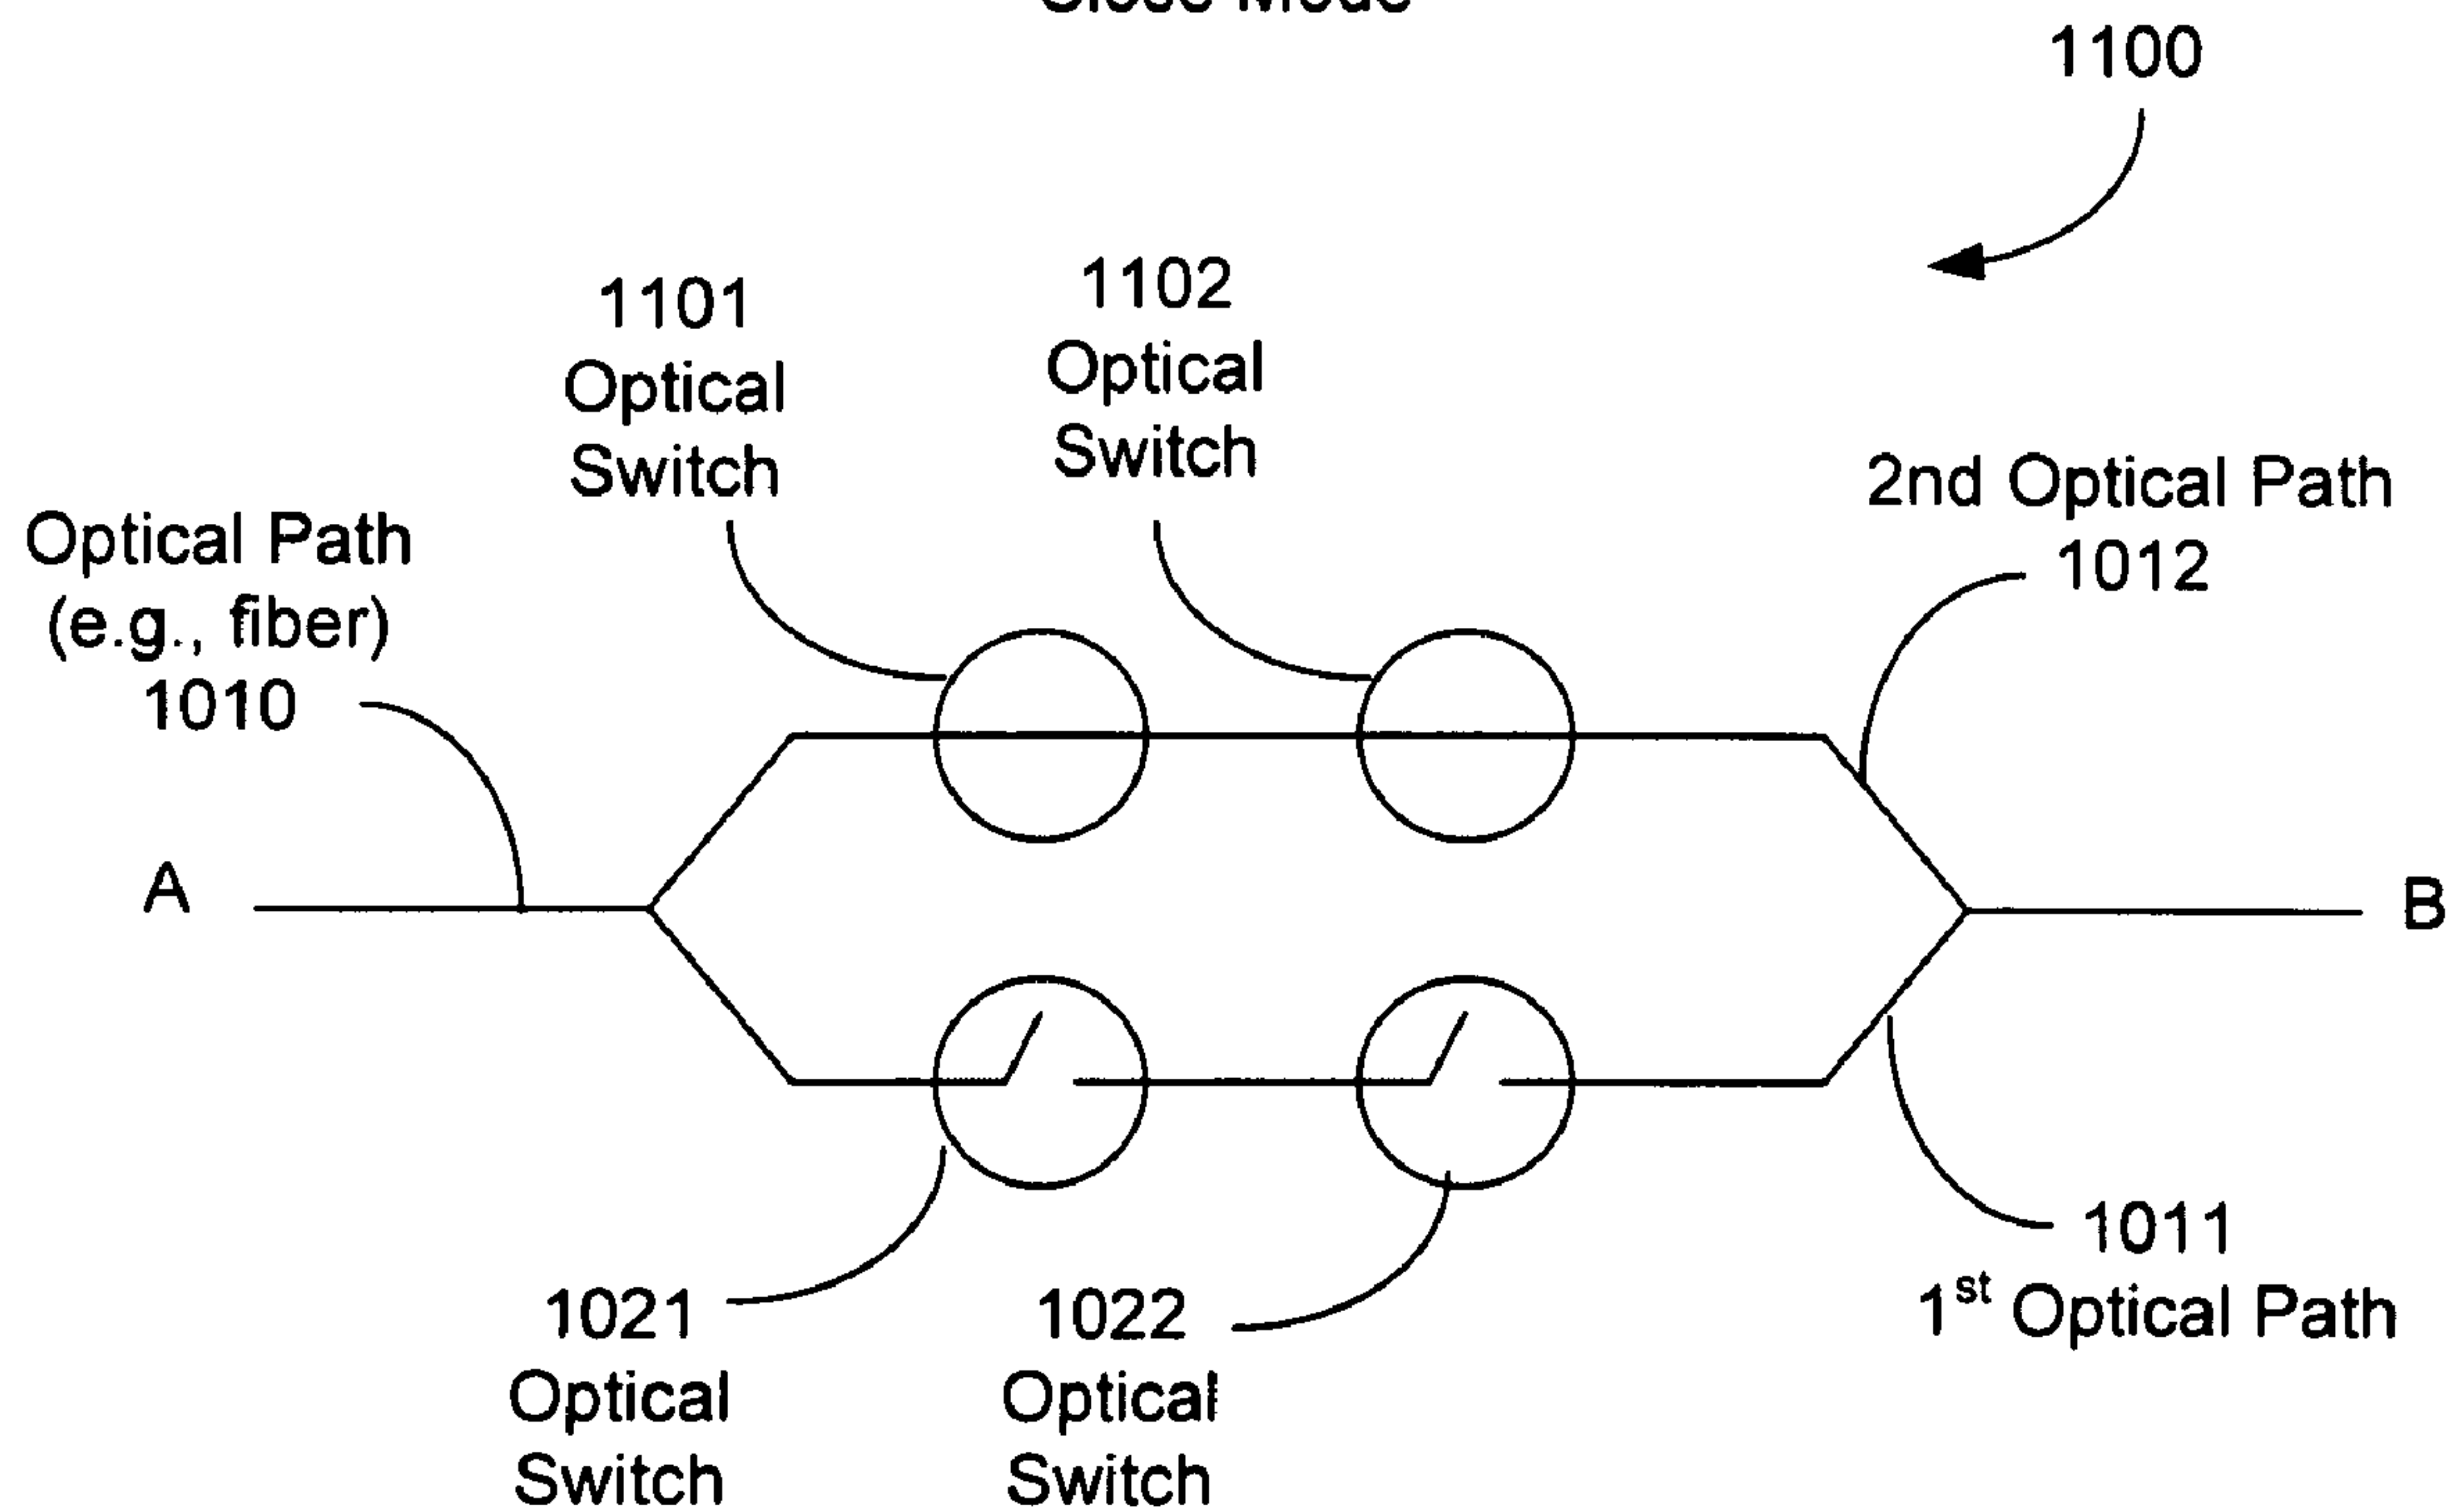 1100
1101
Optical
Switch
1102
Optical
Switch
2nd Optical Path
1012
Optical Path
(e.g., fiber)
1010
A
B
1011
1st Optical Path
1021
Optical
Switch
1022
Optical
Switch